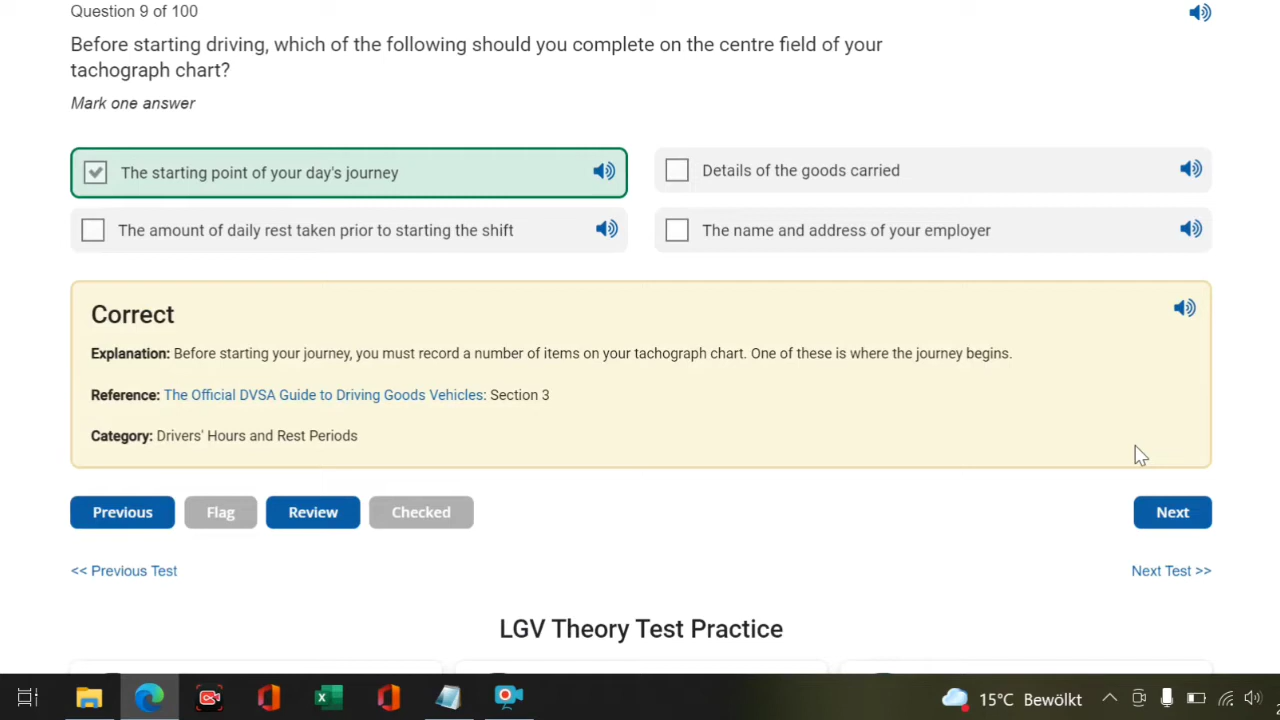 Question 9 of 100
Before starting driving, which of the following should you complete on the centre field of your
tachograph chart?
Mark one answer
The starting point of your day's journey
Details of the goods carried
The amount of daily rest taken prior to starting the shift
The name and address of your employer
Correct
Explanation: Before starting your journey, you must record a number of items on your tachograph chart. One of these is where the journey begins.
Reference: The Official DVSA Guide to Driving Goods Vehicles: Section 3
Category: Drivers' Hours and Rest Periods
Previous Flag Review Checked Next
<< Previous Test Next Test >>
LGV Theory Test Practice
15°C Bewölkt